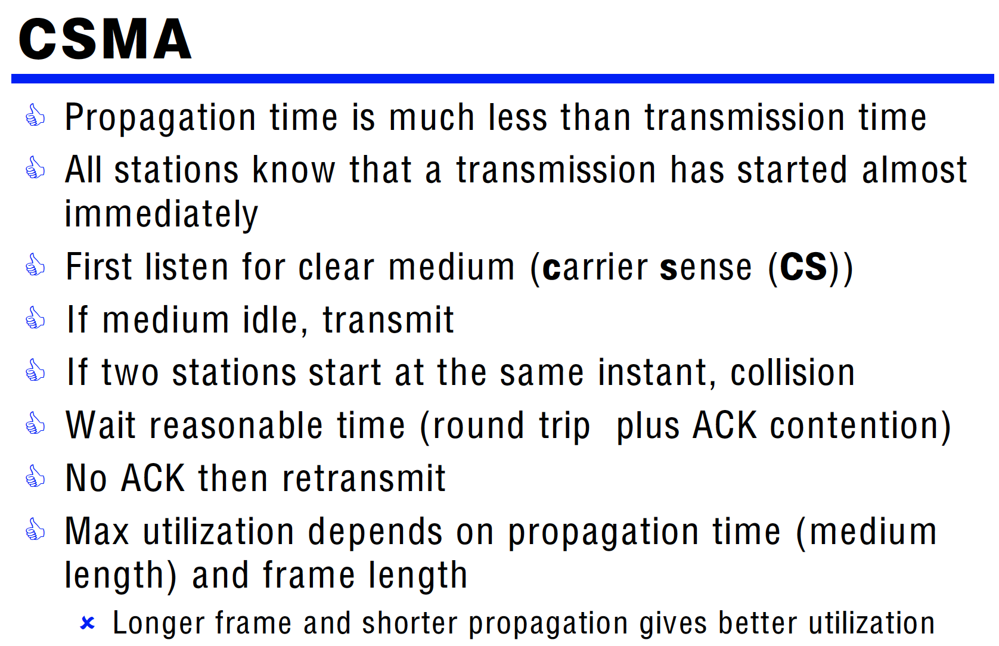 CSMA
Propagation time is much less than transmission time
All stations know that a transmission has started almost
immediately
First listen for clear medium (carrier sense (CS))
If medium idle, transmit
If two stations start at the same instant, collision
Wait reasonable time (round trip  plus ACK contention)
No ACK then retransmit
Max utilization depends on propagation time (medium
length) and frame length
Longer frame and shorter propagation gives better utilization